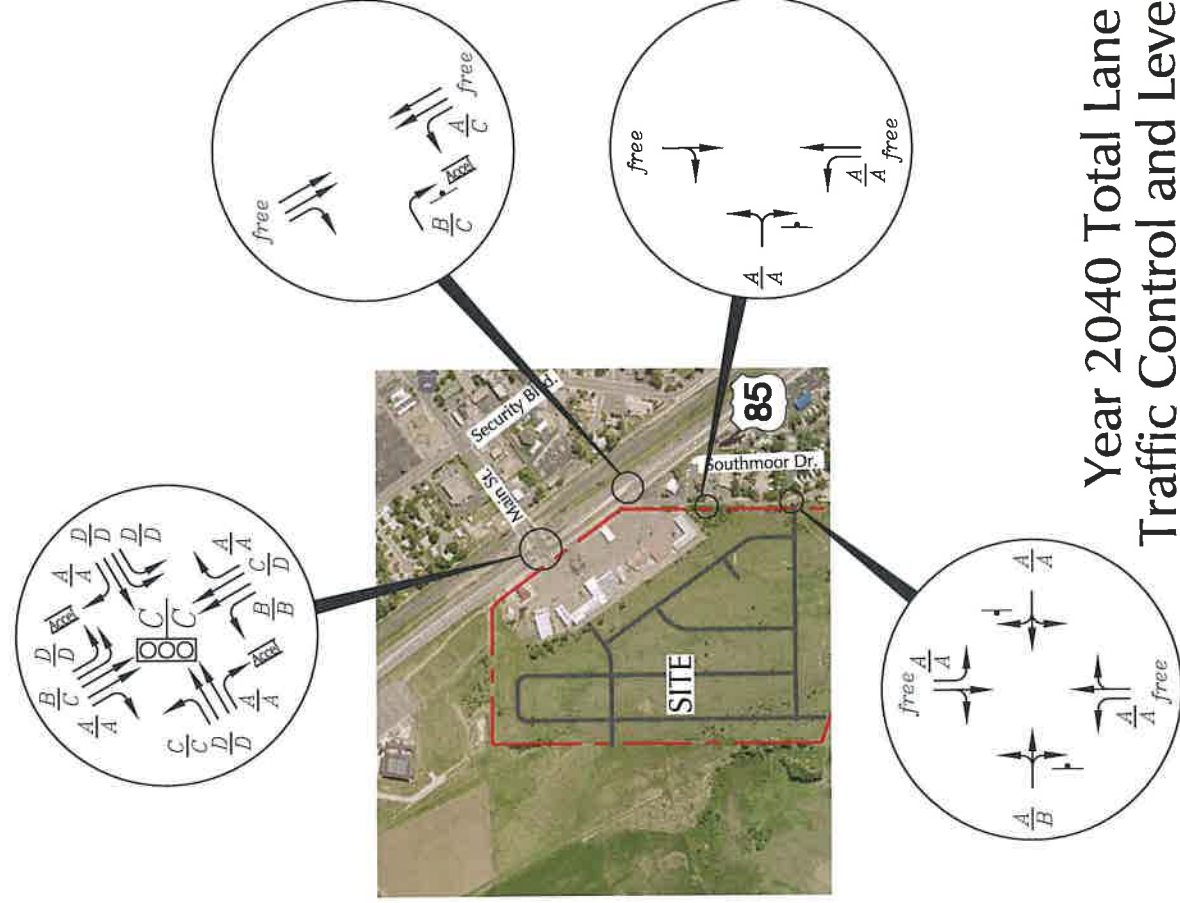 D/D
D/D
A/A
A/A
Accel
C/D
D/D
C/C
B/B
B/C
Accel
A/A
A/A
C/C
D/D
free
free
A/C
Accel
B/C
free
A/A
A/A
free
Main St.
Security Blvd.
85
Southmoor Dr.
SITE
free
A/A
A/A
A/B
A/A
free
Year 2040 Total Lane
Traffic Control and Leve